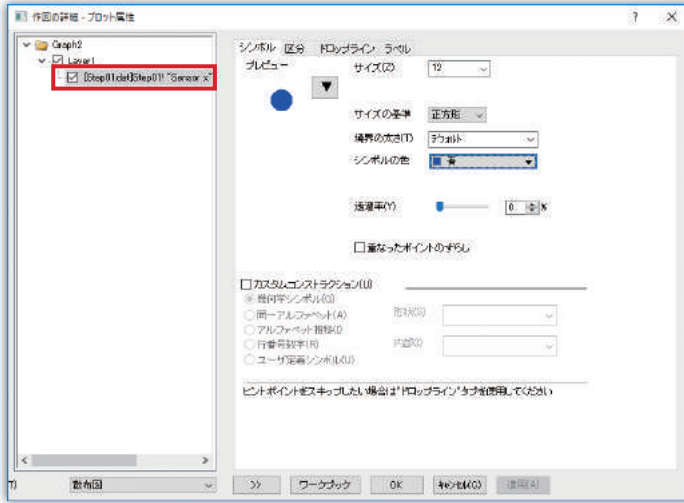 作図の詳細 - プロット属性
? ×
Graph2
Layer1
[Step01.dat]Step01! "Sensor x"
シンボル 区分 ドロップライン ラベル
プレビュー
サイズ(Z) 12
サイズの基準 正方形
境界の太さ(T) デフォルト
シンボルの色 青
透過率(Y) 0 %
重なったポイントのずらし
カスタムコンストラクション(U)
幾何学シンボル(G)
同一アルファベット(A) 形状(S)
アルファベット推移(I)
行番号数字(R) 内部(X)
ユーザ定義シンボル(U)
ヒントポイントをスキップしたい場合は"ドロップライン"タブを使用してください
T) 散布図 >> ワークブック OK キャンセル(C) 適用(A)